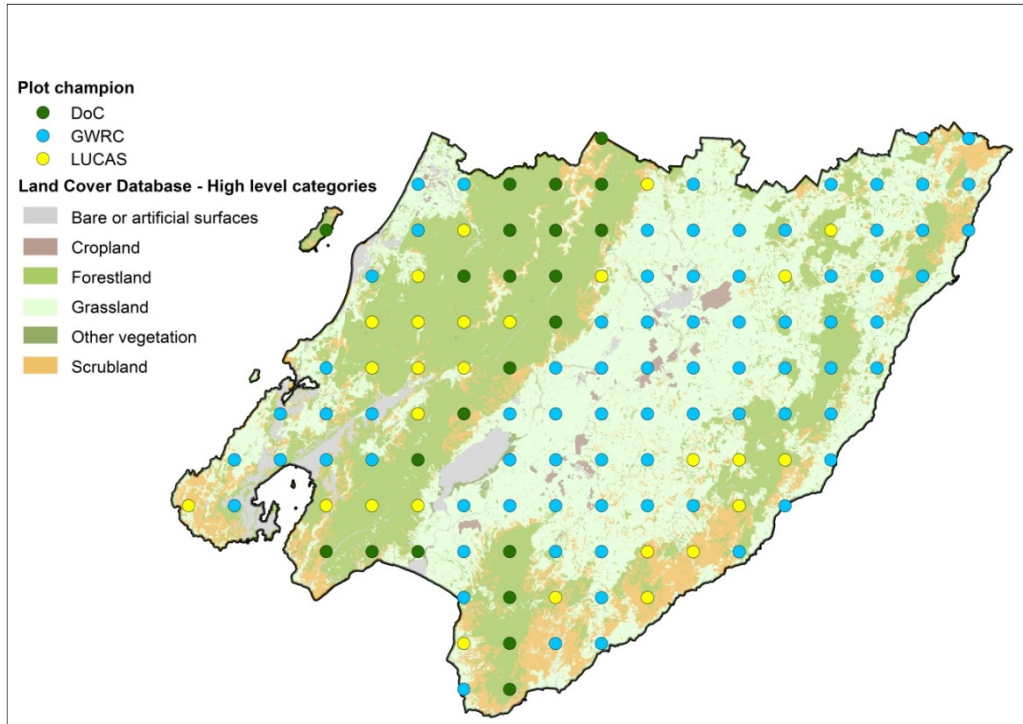 Plot champion
DoC
GWRC
LUCAS
Land Cover Database - High level categories
Bare or artificial surfaces
Cropland
Forestland
Grassland
Other vegetation
Scrubland